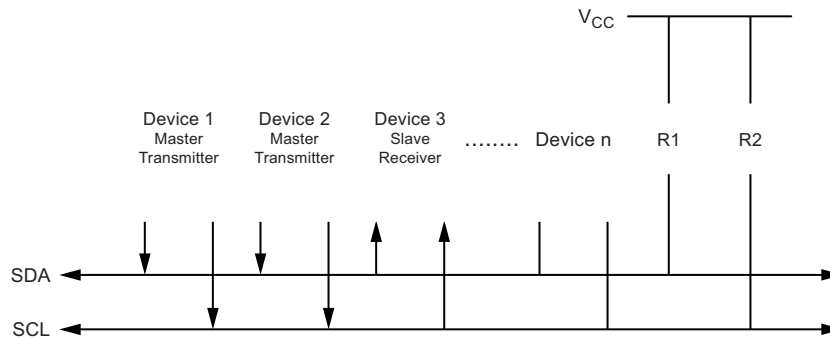 VCC
Device 1
Master
Transmitter
Device 2
Master
Transmitter
Device 3
Slave
Receiver
........
Device n
R1
R2
SDA
SCL